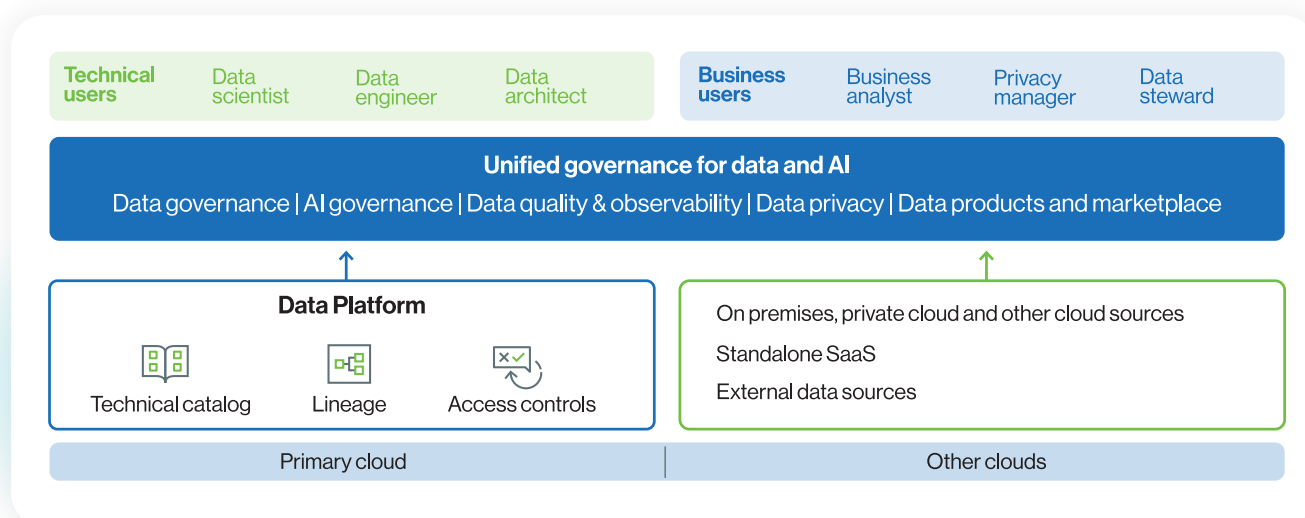 Technical users
Data scientist
Data engineer
Data architect
Business users
Business analyst
Privacy manager
Data steward
Unified governance for data and AI
Data governance | AI governance | Data quality & observability | Data privacy | Data products and marketplace
Data Platform
Technical catalog
Lineage
Access controls
On premises, private cloud and other cloud sources
Standalone SaaS
External data sources
Primary cloud
Other clouds